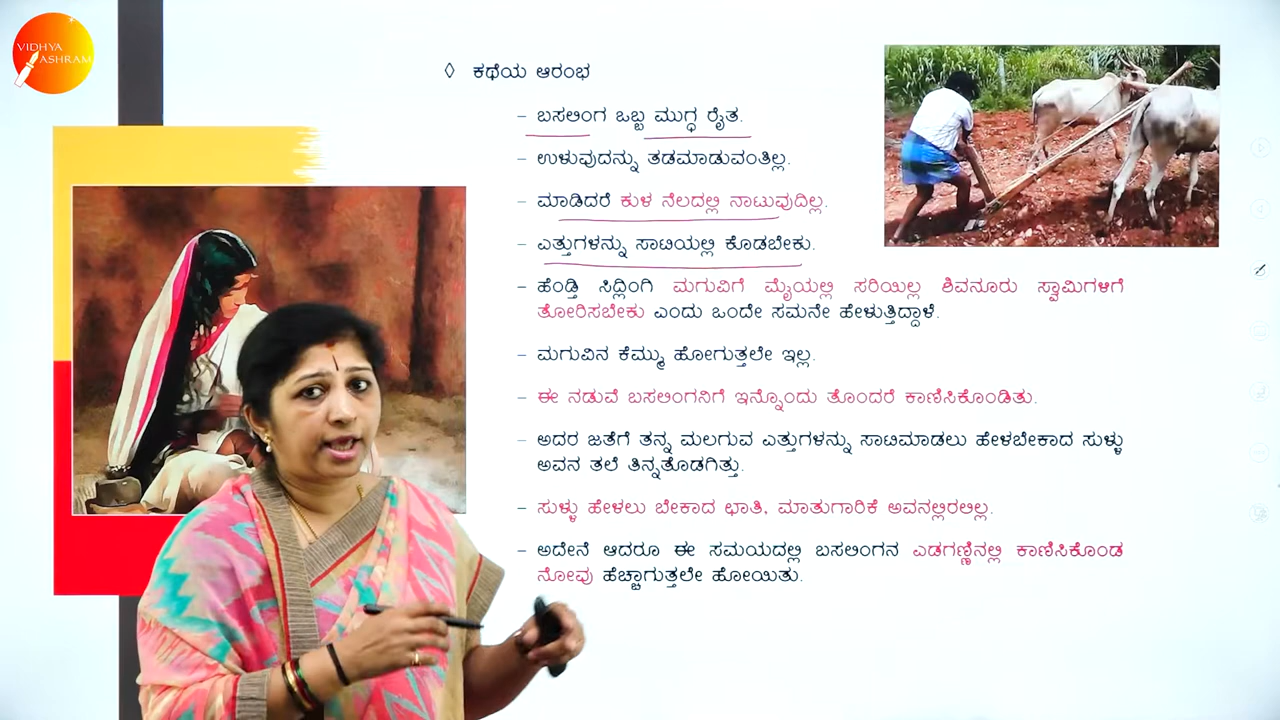 VIDHYA
ASHRAM
◊ ಕಥೆಯ ಆರಂಭ
– ಬಸಲಿಂಗ ಒಬ್ಬ ಮುಗ್ಧ ರೈತ.
– ಉಳುವುದನ್ನು ತಡಮಾಡುವಂತಿಲ್ಲ.
– ಮಾಡಿದರೆ ಕುಳ ನೆಲದಲ್ಲಿ ನಾಟುವುದಿಲ್ಲ.
– ಎತ್ತುಗಳನ್ನು ಸಾಟಿಯಲ್ಲಿ ಕೊಡಬೇಕು.
– ಹೆಂಡ್ತಿ ಸಿದ್ಲಿಂಗಿ ಮಗುವಿಗೆ ಮೈಯಲ್ಲಿ ಸರಿಯಿಲ್ಲ ಶಿವನೂರು ಸ್ವಾಮಿಗಳಿಗೆ
ತೋರಿಸಬೇಕು ಎಂದು ಒಂದೇ ಸಮನೇ ಹೇಳುತ್ತಿದ್ದಾಳೆ.
– ಮಗುವಿನ ಕೆಮ್ಮು ಹೋಗುತ್ತಲೇ ಇಲ್ಲ.
– ಈ ನಡುವೆ ಬಸಲಿಂಗನಿಗೆ ಇನ್ನೊಂದು ತೊಂದರೆ ಕಾಣಿಸಿಕೊಂಡಿತು.
– ಅದರ ಜತೆಗೆ ತನ್ನ ಮಲಗುವ ಎತ್ತುಗಳನ್ನು ಸಾಟಿಮಾಡಲು ಹೇಳಬೇಕಾದ ಸುಳ್ಳು
ಅವನ ತಲೆ ತಿನ್ನತೊಡಗಿತ್ತು.
– ಸುಳ್ಳು ಹೇಳಲು ಬೇಕಾದ ಛಾತಿ, ಮಾತುಗಾರಿಕೆ ಅವನಲ್ಲಿರಲಿಲ್ಲ.
– ಅದೇನೆ ಆದರೂ ಈ ಸಮಯದಲ್ಲಿ ಬಸಲಿಂಗನ ಎಡಗಣ್ಣಿನಲ್ಲಿ ಕಾಣಿಸಿಕೊಂಡ
ನೋವು ಹೆಚ್ಚಾಗುತ್ತಲೇ ಹೋಯಿತು.